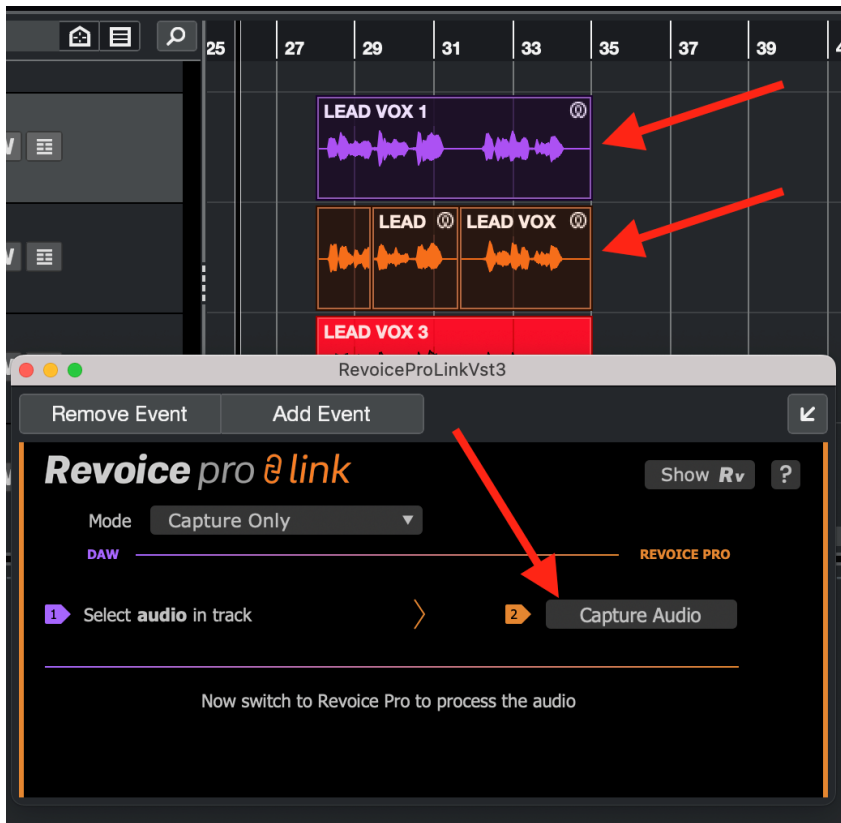 25 27 29 31 33 35 37 39
LEAD VOX 1
LEAD LEAD VOX
LEAD VOX 3
RevoiceProLinkVst3
Remove Event Add Event
Revoice pro link
Show Rv ?
Mode Capture Only
DAW REVOICE PRO
1 Select audio in track 2 Capture Audio
Now switch to Revoice Pro to process the audio